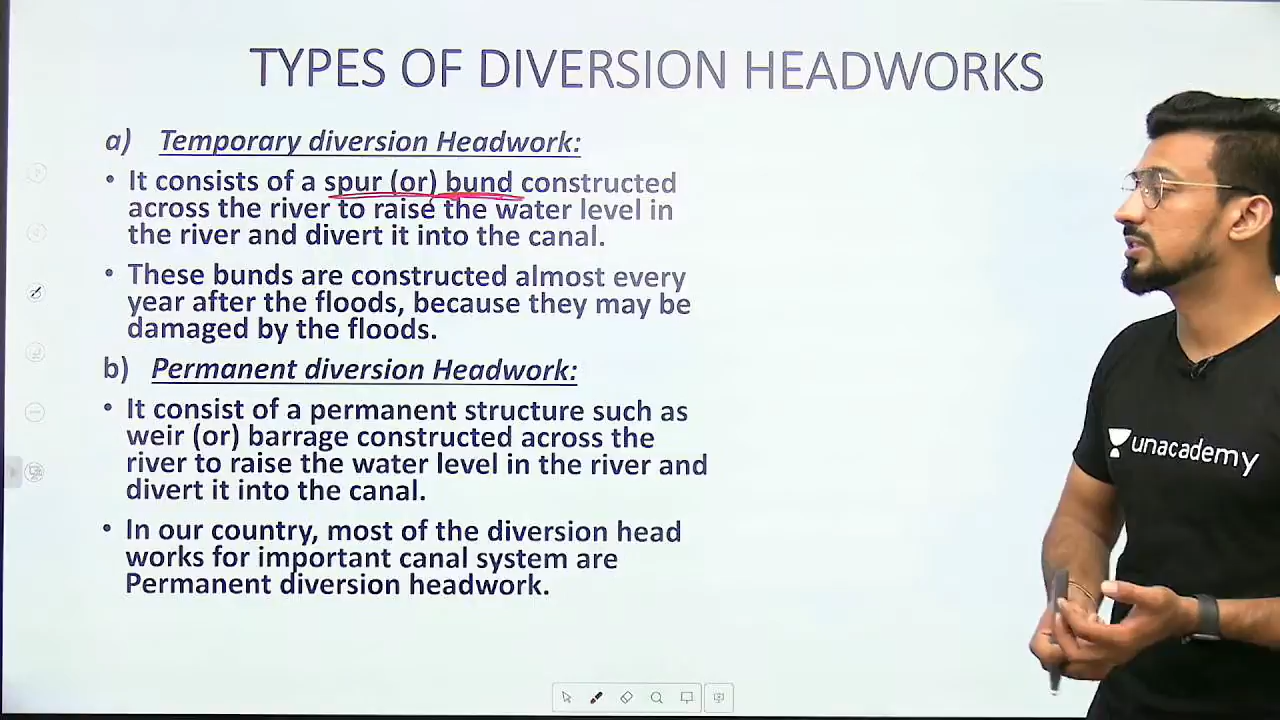 TYPES OF DIVERSION HEADWORKS
a) Temporary diversion Headwork:
• It consists of a spur (or) bund constructed
across the river to raise the water level in
the river and divert it into the canal.
• These bunds are constructed almost every
year after the floods, because they may be
damaged by the floods.
b) Permanent diversion Headwork:
• It consist of a permanent structure such as
weir (or) barrage constructed across the
river to raise the water level in the river and
divert it into the canal.
• In our country, most of the diversion head
works for important canal system are
Permanent diversion headwork.
unacademy